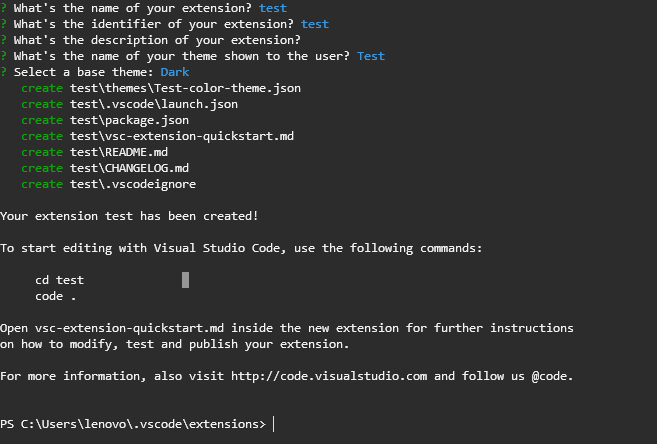 ? What's the name of your extension? test
? What's the identifier of your extension? test
? What's the description of your extension?
? What's the name of your theme shown to the user? Test
? Select a base theme: Dark
create test\themes\Test-color-theme.json
create test\.vscode\launch.json
create test\package.json
create test\vsc-extension-quickstart.md
create test\README.md
create test\CHANGELOG.md
create test\.vscodeignore
Your extension test has been created!
To start editing with Visual Studio Code, use the following commands:
cd test
code .
Open vsc-extension-quickstart.md inside the new extension for further instructions
on how to modify, test and publish your extension.
For more information, also visit http://code.visualstudio.com and follow us @code.
PS C:\Users\lenovo\.vscode\extensions>